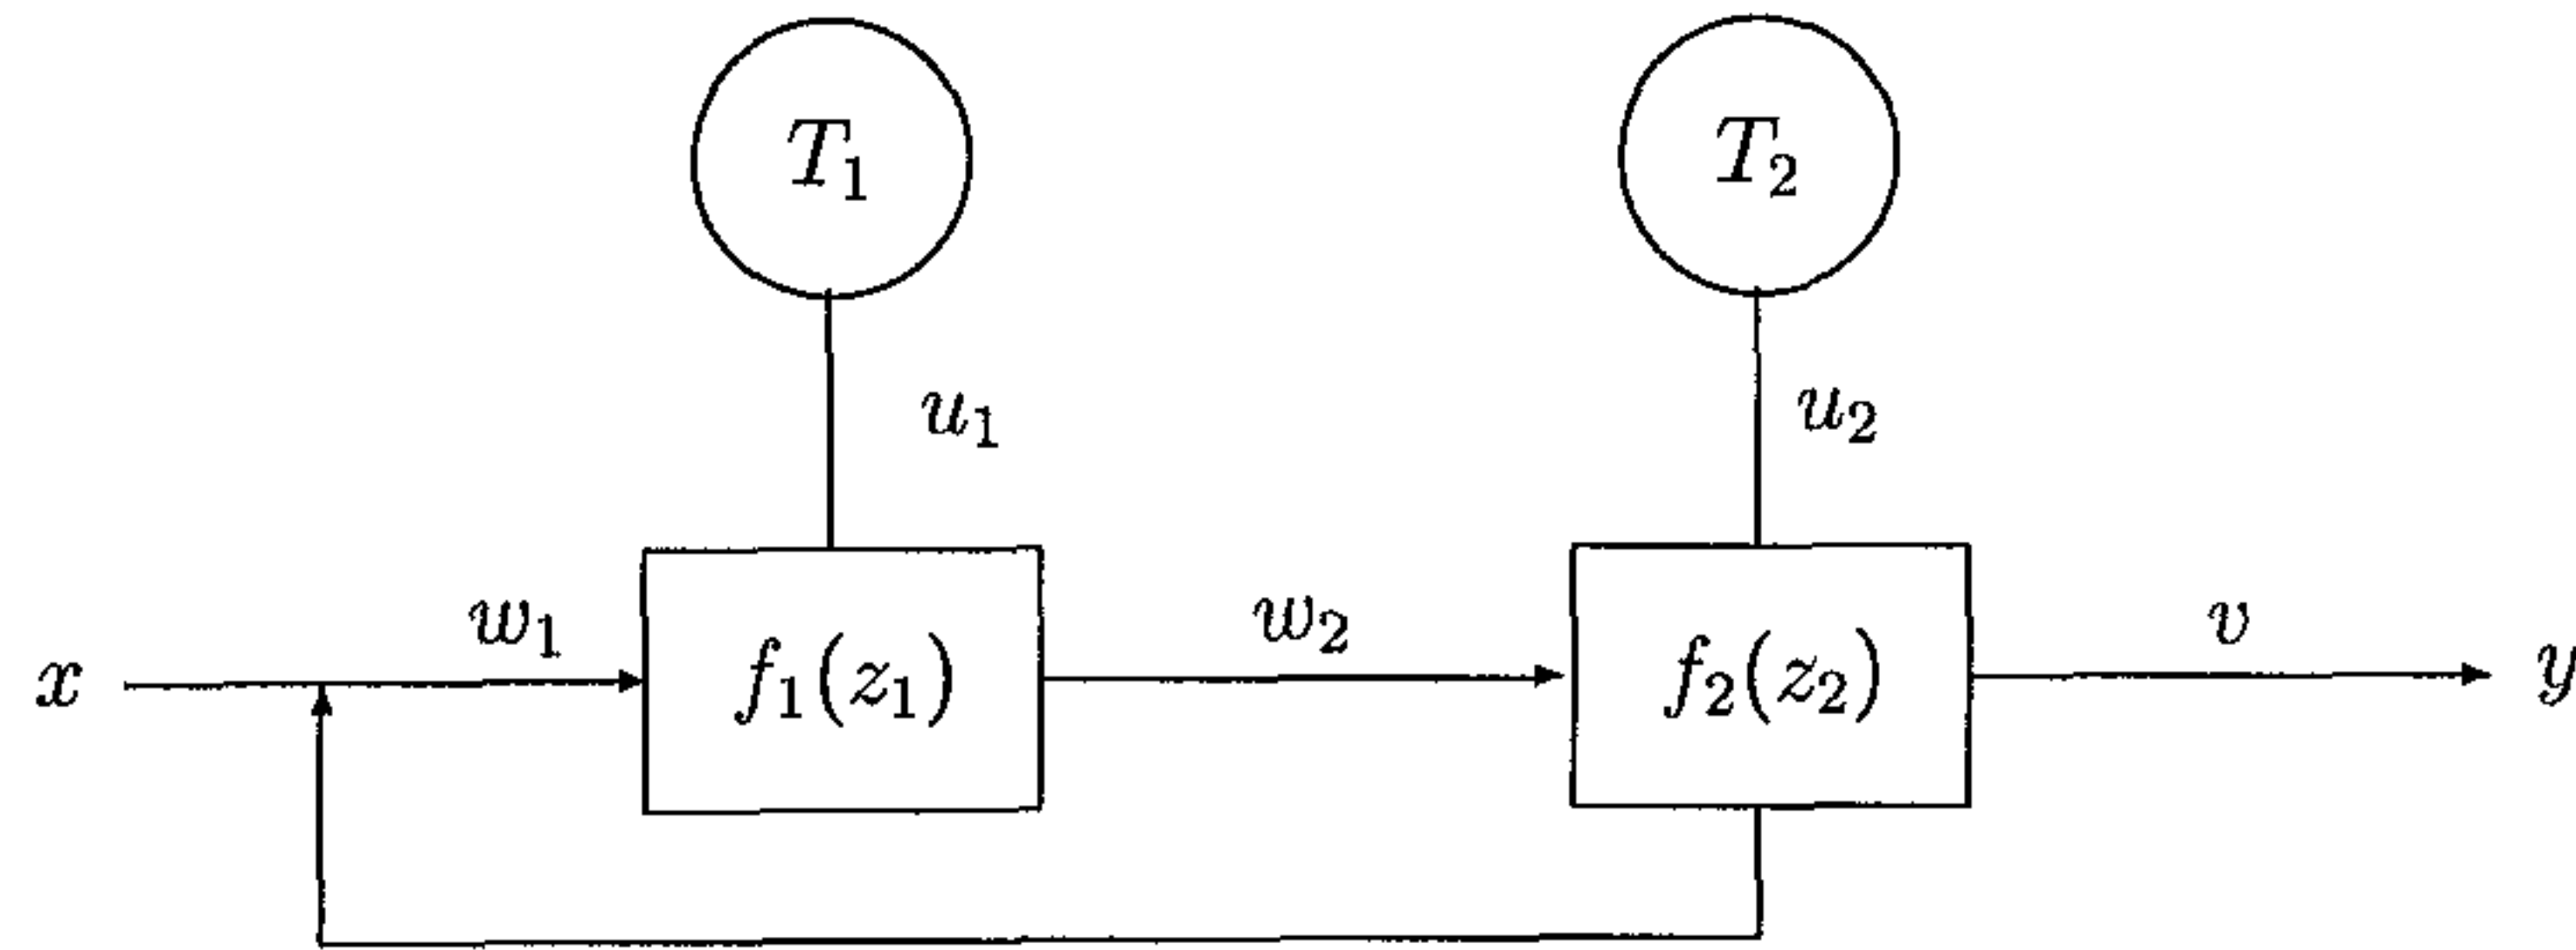 T₁ T₂
u₁ u₂
x w₁ f₁(z₁) w₂ f₂(z₂) v y